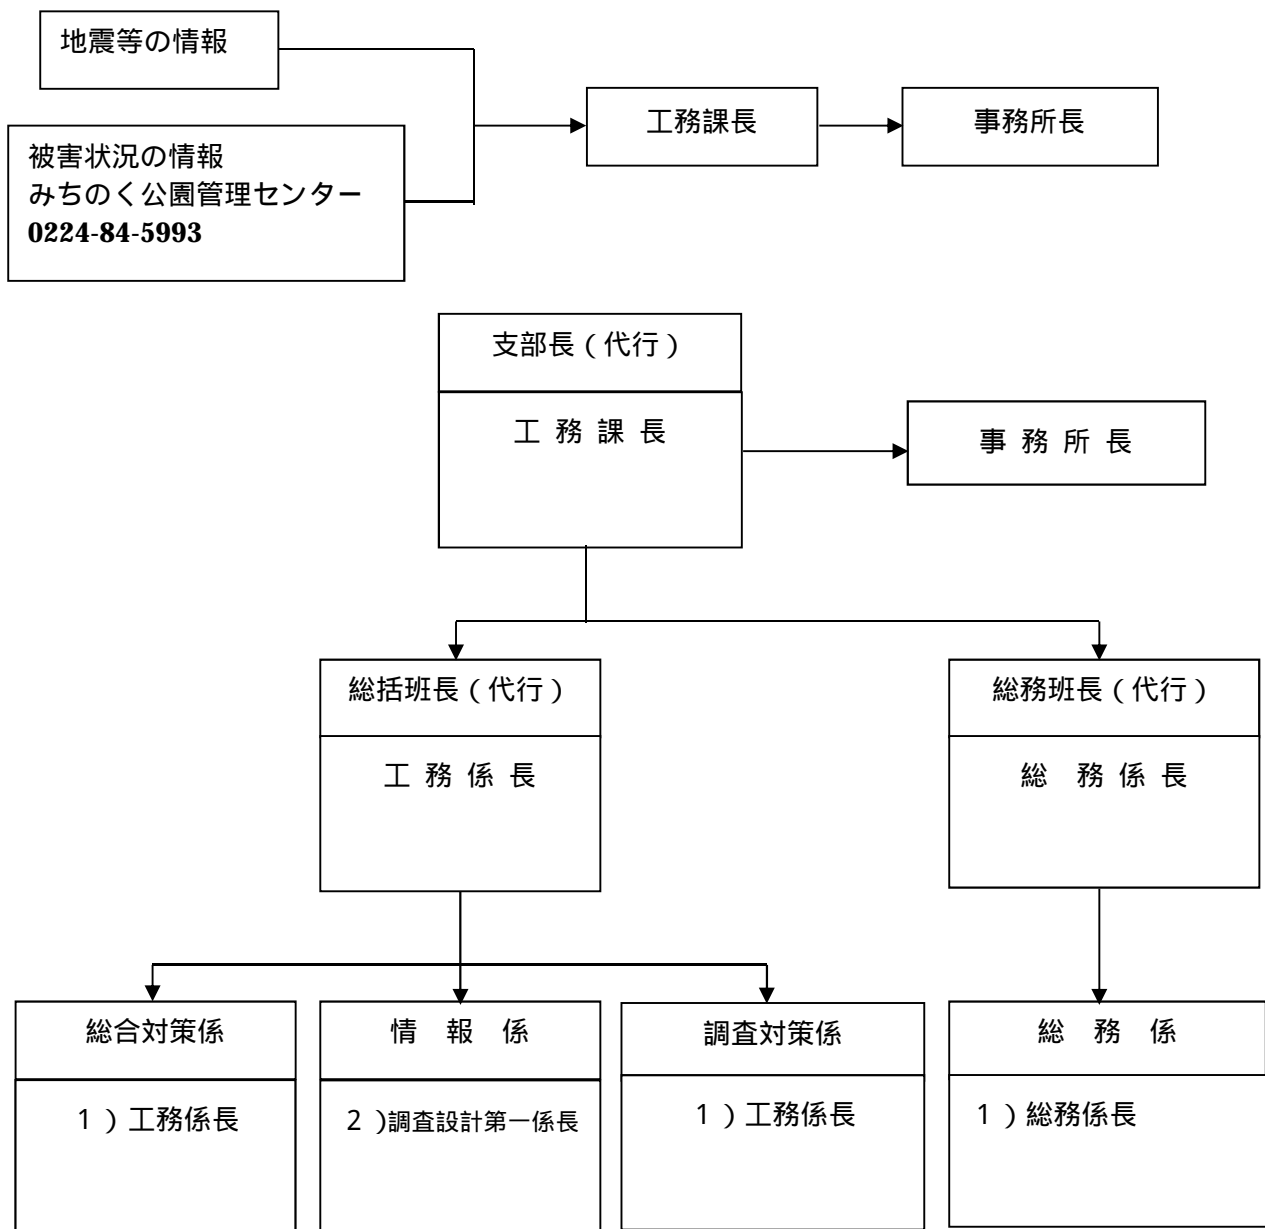 地震等の情報
工務課長
事務所長
被害状況の情報
みちのく公園管理センター
0224-84-5993
支部長(代行)
工 務 課 長
事 務 所 長
総括班長(代行)
総務班長(代行)
工 務 係 長
総 務 係 長
総合対策係
情 報 係
調査対策係
総 務 係
1)工務係長
2)調査設計第一係長
1)工務係長
1)総務係長